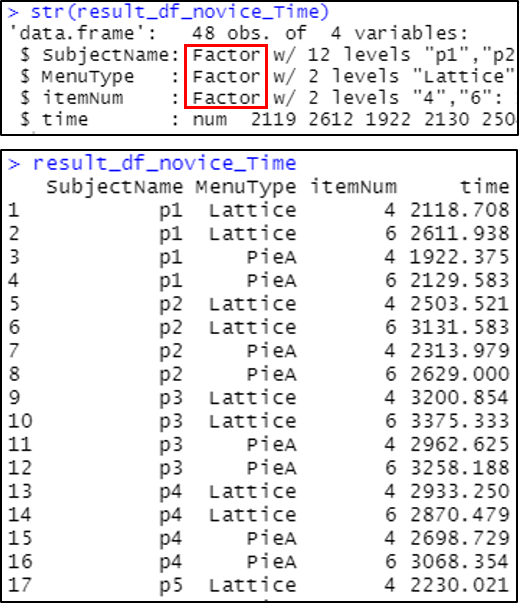 > str(result_df_novice_Time)
'data.frame':   48 obs. of  4 variables:
 $ SubjectName: Factor w/ 12 levels "p1","p2
 $ MenuType   : Factor w/ 2 levels "Lattice"
 $ itemNum    : Factor w/ 2 levels "4","6":
 $ time       : num  2119 2612 1922 2130 250
> result_df_novice_Time
   SubjectName MenuType itemNum     time
1           p1  Lattice       4 2118.708
2           p1  Lattice       6 2611.938
3           p1     PieA       4 1922.375
4           p1     PieA       6 2129.583
5           p2  Lattice       4 2503.521
6           p2  Lattice       6 3131.583
7           p2     PieA       4 2313.979
8           p2     PieA       6 2629.000
9           p3  Lattice       4 3200.854
10          p3  Lattice       6 3375.333
11          p3     PieA       4 2962.625
12          p3     PieA       6 3258.188
13          p4  Lattice       4 2933.250
14          p4  Lattice       6 2870.479
15          p4     PieA       4 2698.729
16          p4     PieA       6 3068.354
17          p5  Lattice       4 2230.021